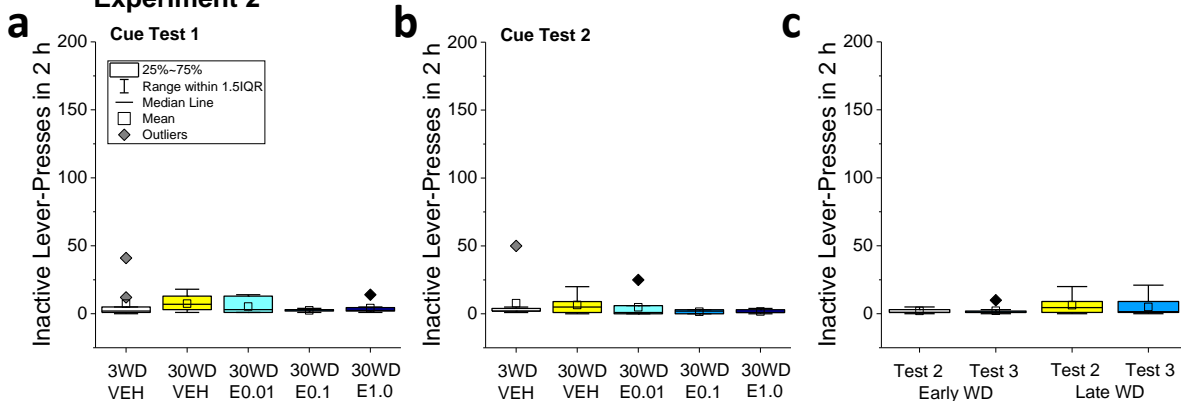 Experiment 2
a
Cue Test 1
Inactive Lever-Presses in 2 h
200
150
100
50
0
25%~75%
Range within 1.5IQR
Median Line
Mean
Outliers
3WD 30WD 30WD 30WD 30WD
VEH VEH E0.01 E0.1 E1.0
b
Cue Test 2
Inactive Lever-Presses in 2 h
200
150
100
50
0
3WD 30WD 30WD 30WD 30WD
VEH VEH E0.01 E0.1 E1.0
c
Inactive Lever-Presses in 2 h
200
150
100
50
0
Test 2 Test 3 Test 2 Test 3
Early WD Late WD